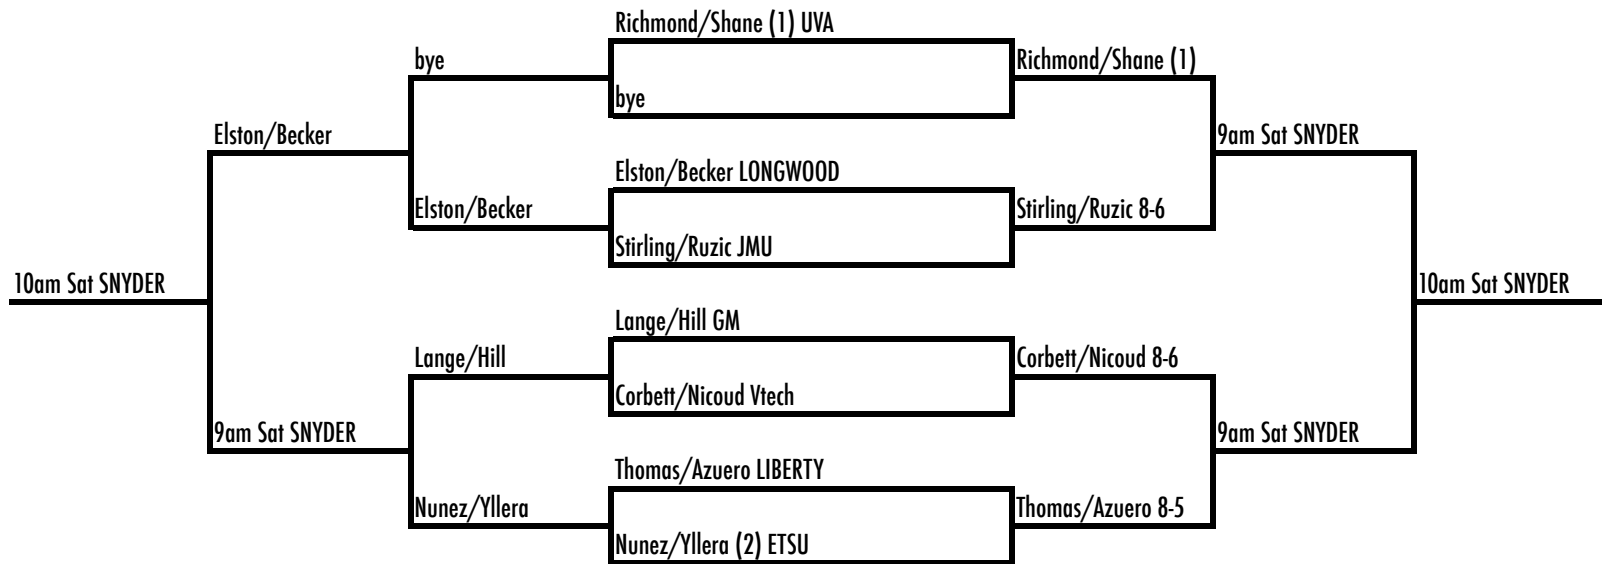 Richmond/Shane (1) UVA
bye
Richmond/Shane (1)
bye
Elston/Becker
9am Sat SNYDER
Elston/Becker LONGWOOD
Elston/Becker
Stirling/Ruzic 8-6
Stirling/Ruzic JMU
10am Sat SNYDER
10am Sat SNYDER
Lange/Hill GM
Lange/Hill
Corbett/Nicoud 8-6
Corbett/Nicoud Vtech
9am Sat SNYDER
9am Sat SNYDER
Thomas/Azuero LIBERTY
Nunez/Yllera
Thomas/Azuero 8-5
Nunez/Yllera (2) ETSU